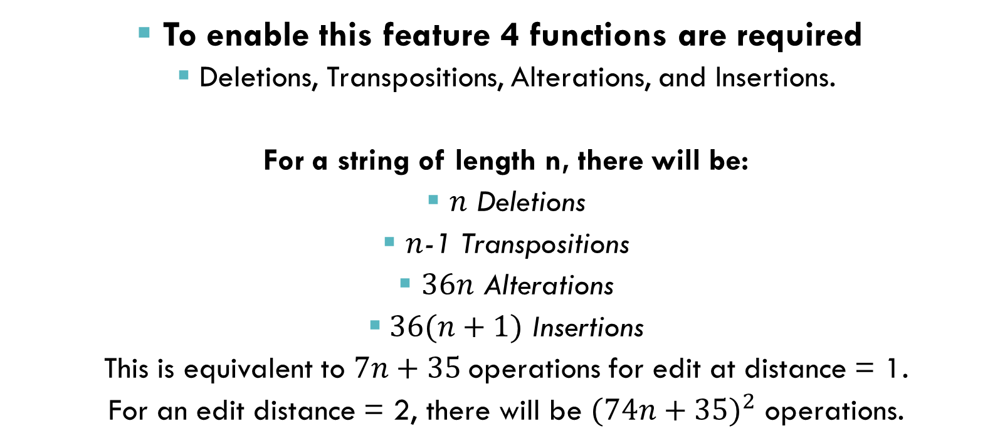 ▪ To enable this feature 4 functions are required
▪ Deletions, Transpositions, Alterations, and Insertions.
For a string of length n, there will be:
▪ n Deletions
▪ n-1 Transpositions
▪ 36n Alterations
▪ 36(n + 1) Insertions
This is equivalent to 7n + 35 operations for edit at distance = 1.
For an edit distance = 2, there will be (74n + 35)² operations.